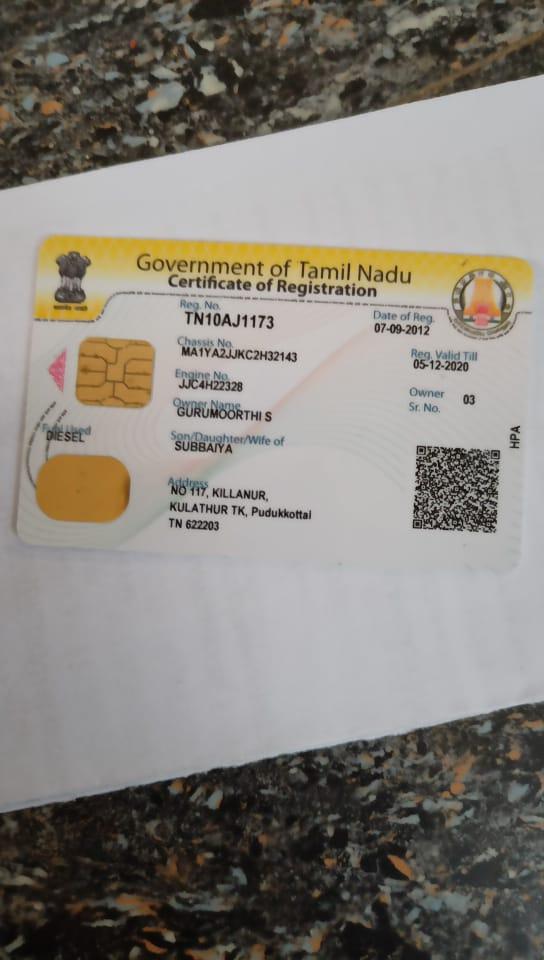 Government of Tamil Nadu
Certificate of Registration
Reg. No.
TN10AJ1173
Date of Reg.
07-09-2012
Chassis No.
MA1YA2JJKC2H32143
Reg. Valid Till
05-12-2020
Engine No.
JJC4H22328
Owner Name
GURUMOORTHI S
Owner 03
Sr. No.
Fuel Used
DIESEL
Son/Daughter/Wife of
SUBBAIYA
HPA
Address
NO 117, KILLANUR,
KULATHUR TK, Pudukkottai
TN 622203